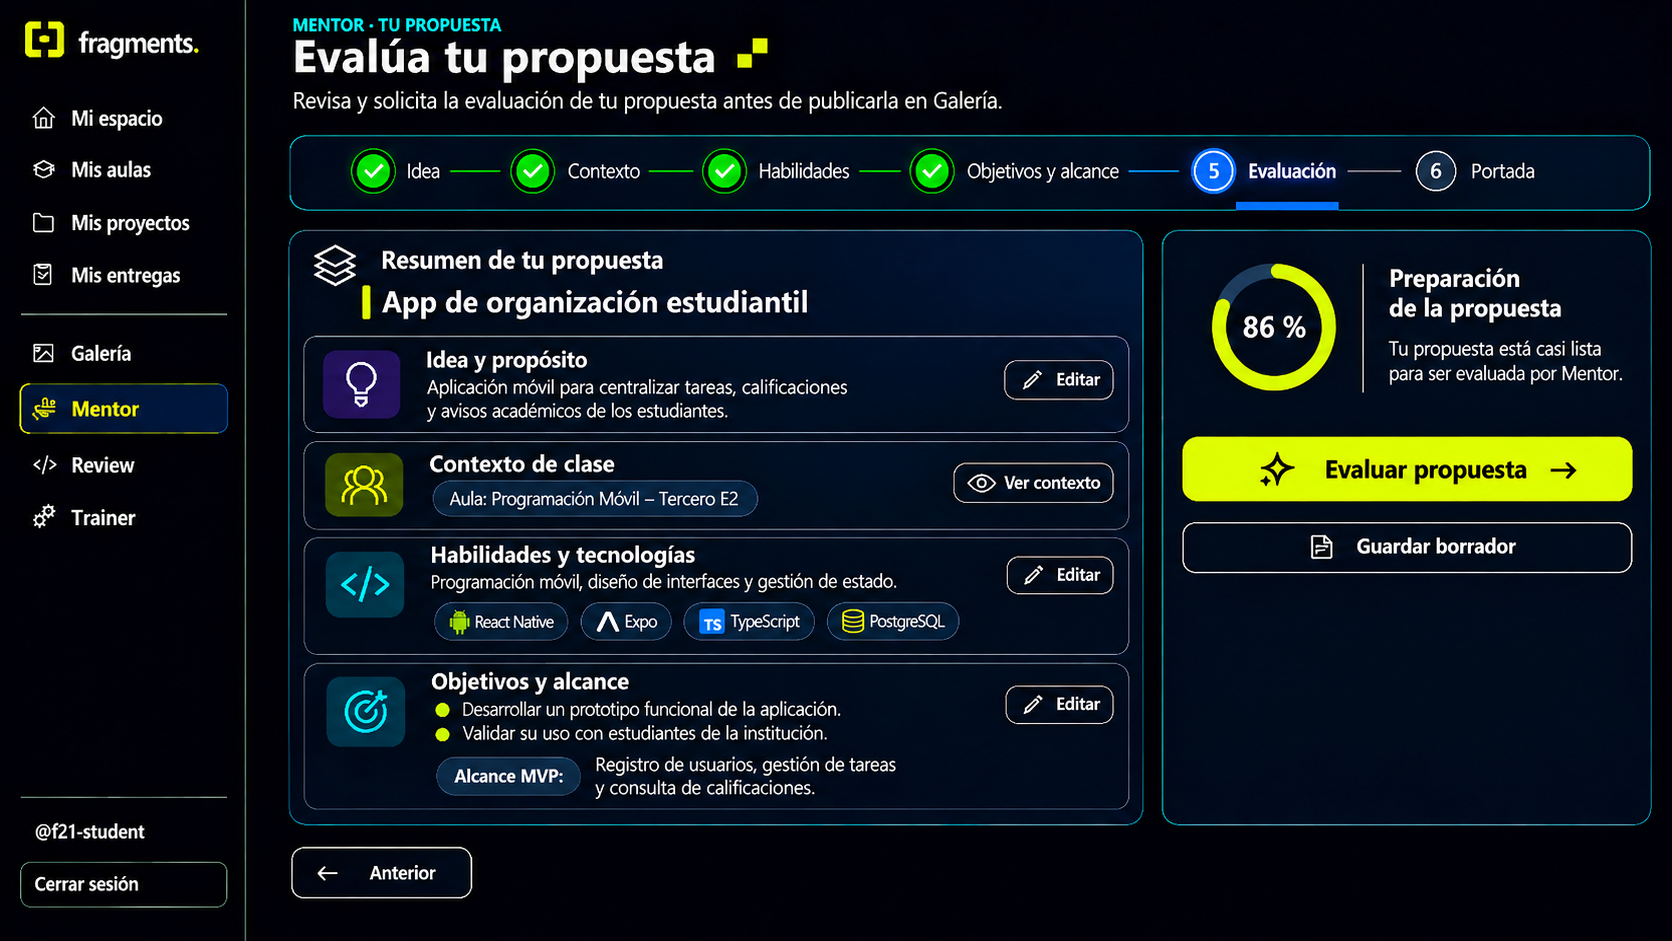 fragments.
Mi espacio
Mis aulas
Mis proyectos
Mis entregas
Galería
Mentor
Review
Trainer
@f21-student
Cerrar sesión
MENTOR · TU PROPUESTA
Evalúa tu propuesta
Revisa y solicita la evaluación de tu propuesta antes de publicarla en Galería.
Idea
Contexto
Habilidades
Objetivos y alcance
5 Evaluación
6 Portada
Resumen de tu propuesta
App de organización estudiantil
Idea y propósito
Aplicación móvil para centralizar tareas, calificaciones
y avisos académicos de los estudiantes.
Editar
Contexto de clase
Aula: Programación Móvil – Tercero E2
Ver contexto
Habilidades y tecnologías
Programación móvil, diseño de interfaces y gestión de estado.
React Native
Expo
TS TypeScript
PostgreSQL
Editar
Objetivos y alcance
Desarrollar un prototipo funcional de la aplicación.
Validar su uso con estudiantes de la institución.
Alcance MVP:
Registro de usuarios, gestión de tareas
y consulta de calificaciones.
Editar
86 %
Preparación
de la propuesta
Tu propuesta está casi lista
para ser evaluada por Mentor.
Evaluar propuesta
Guardar borrador
Anterior